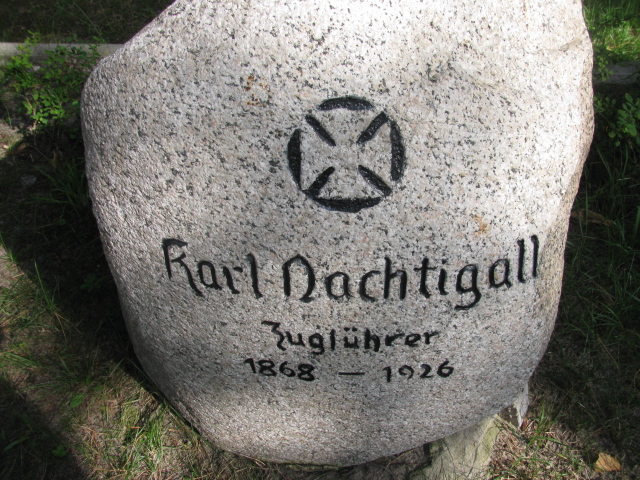 Karl Nachtigall
Zugführer
1868 - 1926